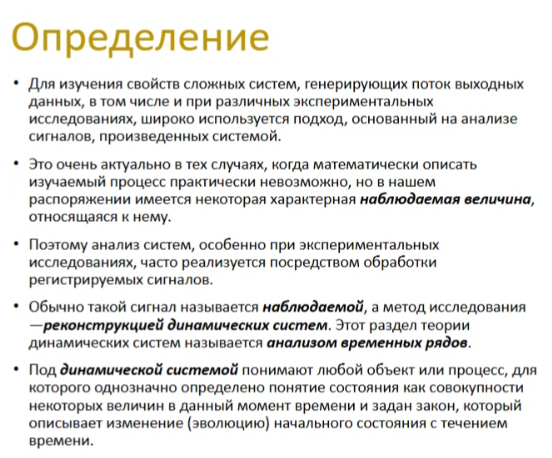 Определение
• Для изучения свойств сложных систем, генерирующих поток выходных
данных, в том числе и при различных экспериментальных
исследованиях, широко используется подход, основанный на анализе
сигналов, произведенных системой.
• Это очень актуально в тех случаях, когда математически описать
изучаемый процесс практически невозможно, но в нашем
распоряжении имеется некоторая характерная наблюдаемая величина,
относящаяся к нему.
• Поэтому анализ систем, особенно при экспериментальных
исследованиях, часто реализуется посредством обработки
регистрируемых сигналов.
• Обычно такой сигнал называется наблюдаемой, а метод исследования
—реконструкцией динамических систем. Этот раздел теории
динамических систем называется анализом временных рядов.
• Под динамической системой понимают любой объект или процесс, для
которого однозначно определено понятие состояния как совокупности
некоторых величин в данный момент времени и задан закон, который
описывает изменение (эволюцию) начального состояния с течением
времени.